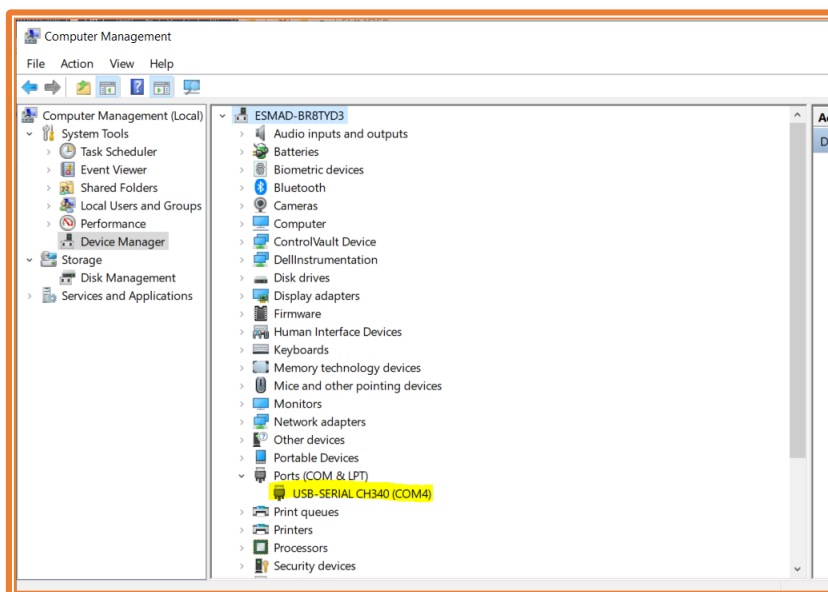 Computer Management
File Action View Help
Computer Management (Local)
System Tools
Task Scheduler
Event Viewer
Shared Folders
Local Users and Groups
Performance
Device Manager
Storage
Disk Management
Services and Applications
ESMAD-BR8TYD3
Audio inputs and outputs
Batteries
Biometric devices
Bluetooth
Cameras
Computer
ControlVault Device
DellInstrumentation
Disk drives
Display adapters
Firmware
Human Interface Devices
Keyboards
Memory technology devices
Mice and other pointing devices
Monitors
Network adapters
Other devices
Portable Devices
Ports (COM & LPT)
USB-SERIAL CH340 (COM4)
Print queues
Printers
Processors
Security devices